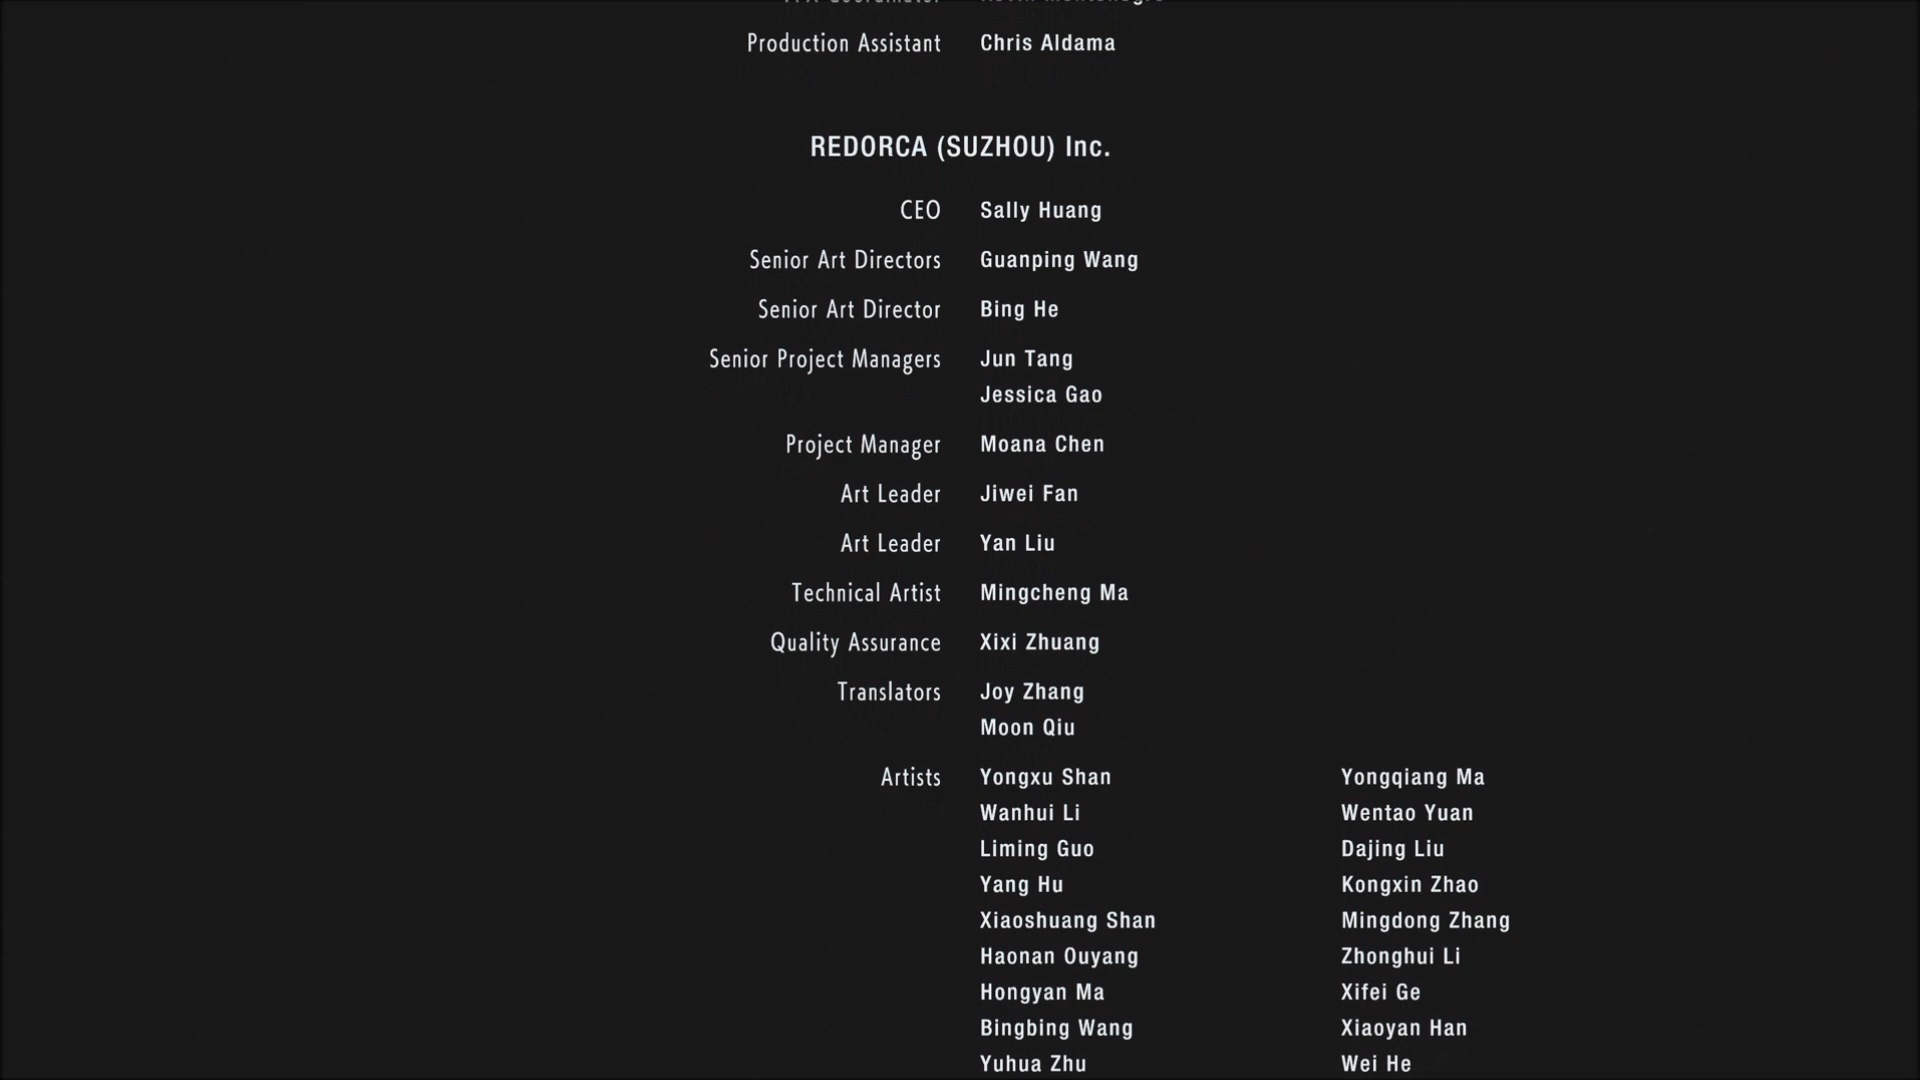 Production Assistant Chris Aldama
REDORCA (SUZHOU) Inc.
CEO Sally Huang
Senior Art Directors Guanping Wang
Senior Art Director Bing He
Senior Project Managers Jun Tang
Jessica Gao
Project Manager Moana Chen
Art Leader Jiwei Fan
Art Leader Yan Liu
Technical Artist Mingcheng Ma
Quality Assurance Xixi Zhuang
Translators Joy Zhang
Moon Qiu
Artists Yongxu Shan Yongqiang Ma
Wanhui Li Wentao Yuan
Liming Guo Dajing Liu
Yang Hu Kongxin Zhao
Xiaoshuang Shan Mingdong Zhang
Haonan Ouyang Zhonghui Li
Hongyan Ma Xifei Ge
Bingbing Wang Xiaoyan Han
Yuhua Zhu Wei He